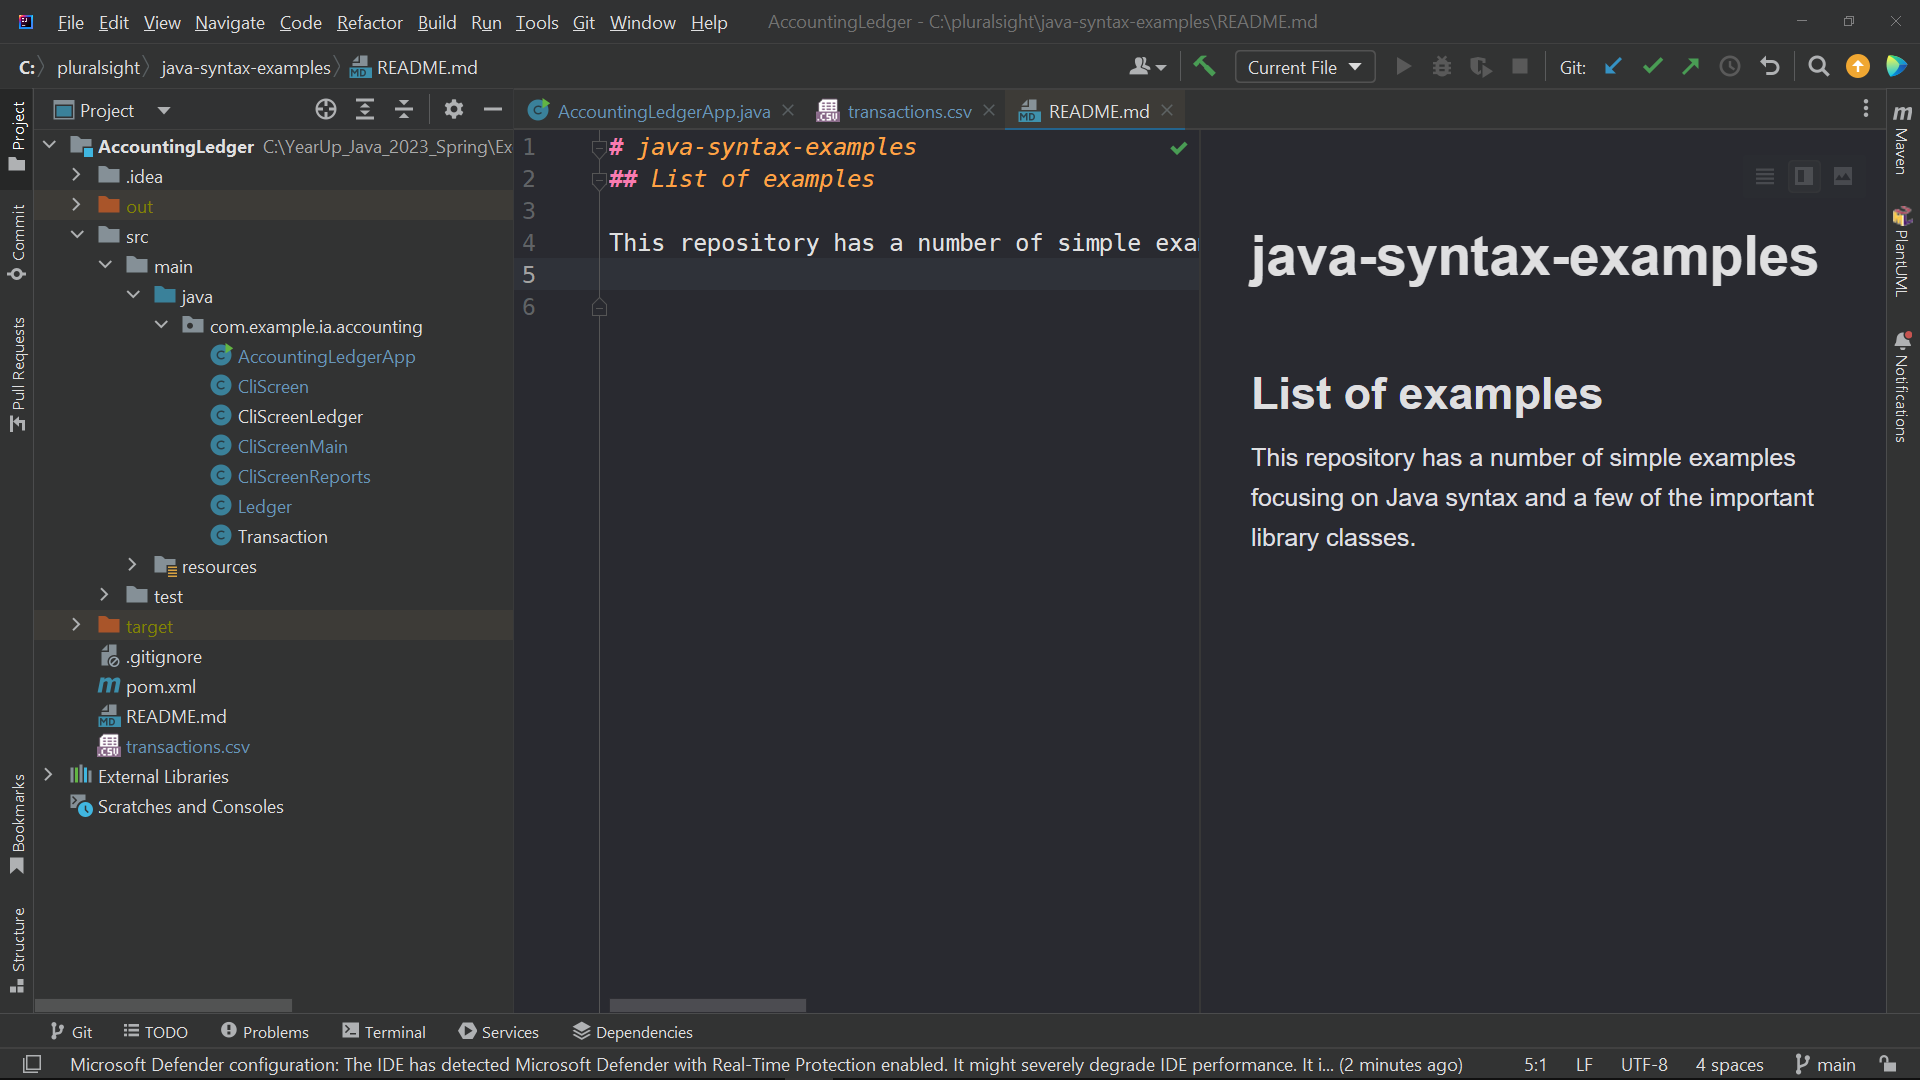 File Edit View Navigate Code Refactor Build Run Tools Git Window Help AccountingLedger - C:\pluralsight\java-syntax-examples\README.md
C: pluralsight java-syntax-examples README.md Current File Git:
Project
AccountingLedgerApp.java transactions.csv README.md
Project
Commit
Pull Requests
Bookmarks
Structure
AccountingLedger C:\YearUp_Java_2023_Spring\Ex
.idea
out
src
main
java
com.example.ia.accounting
AccountingLedgerApp
CliScreen
CliScreenLedger
CliScreenMain
CliScreenReports
Ledger
Transaction
resources
test
target
.gitignore
pom.xml
README.md
transactions.csv
External Libraries
Scratches and Consoles
1 # java-syntax-examples
2 ## List of examples
3
4 This repository has a number of simple exa
5
6
java-syntax-examples
List of examples
This repository has a number of simple examples
focusing on Java syntax and a few of the important
library classes.
Maven
PlantUML
Notifications
Git TODO Problems Terminal Services Dependencies
Microsoft Defender configuration: The IDE has detected Microsoft Defender with Real-Time Protection enabled. It might severely degrade IDE performance. It i... (2 minutes ago) 5:1 LF UTF-8 4 spaces main